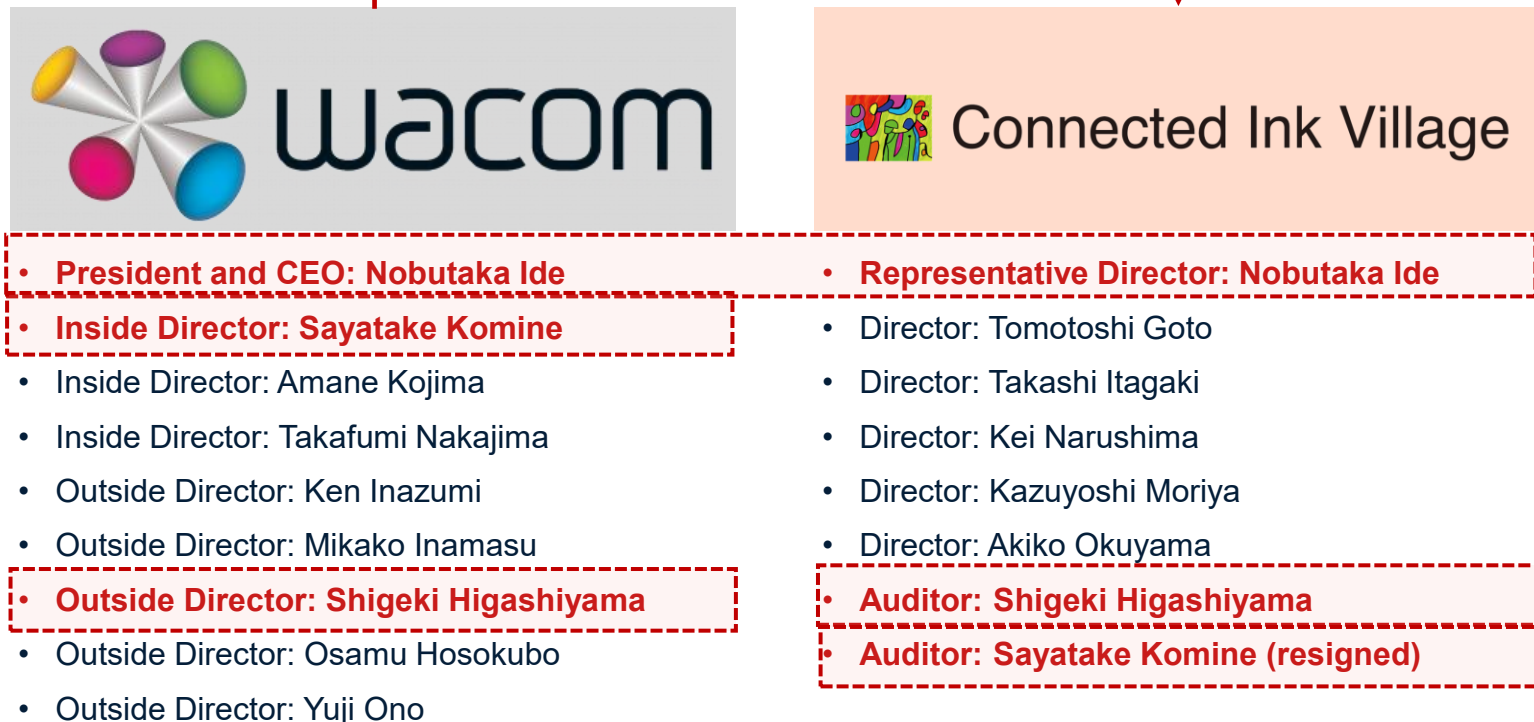 wacom
• President and CEO: Nobutaka Ide
• Inside Director: Sayatake Komine
• Inside Director: Amane Kojima
• Inside Director: Takafumi Nakajima
• Outside Director: Ken Inazumi
• Outside Director: Mikako Inamasu
• Outside Director: Shigeki Higashiyama
• Outside Director: Osamu Hosokubo
• Outside Director: Yuji Ono
Connected Ink Village
• Representative Director: Nobutaka Ide
• Director: Tomotoshi Goto
• Director: Takashi Itagaki
• Director: Kei Narushima
• Director: Kazuyoshi Moriya
• Director: Akiko Okuyama
• Auditor: Shigeki Higashiyama
• Auditor: Sayatake Komine (resigned)